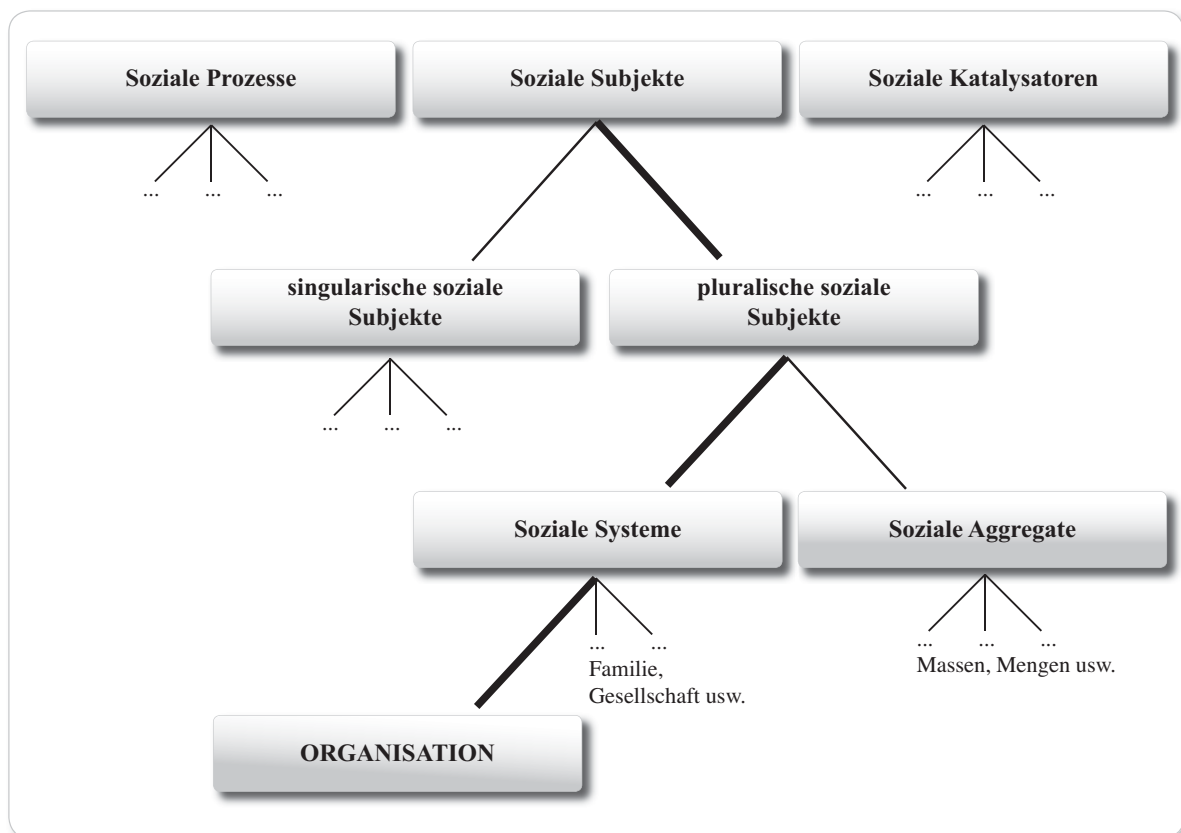 Soziale Prozesse
Soziale Subjekte
Soziale Katalysatoren
... ... ...
... ... ...
singularische soziale
Subjekte
pluralische soziale
Subjekte
... ... ...
Soziale Systeme
Soziale Aggregate
... ...
Familie,
Gesellschaft usw.
... ... ...
Massen, Mengen usw.
ORGANISATION